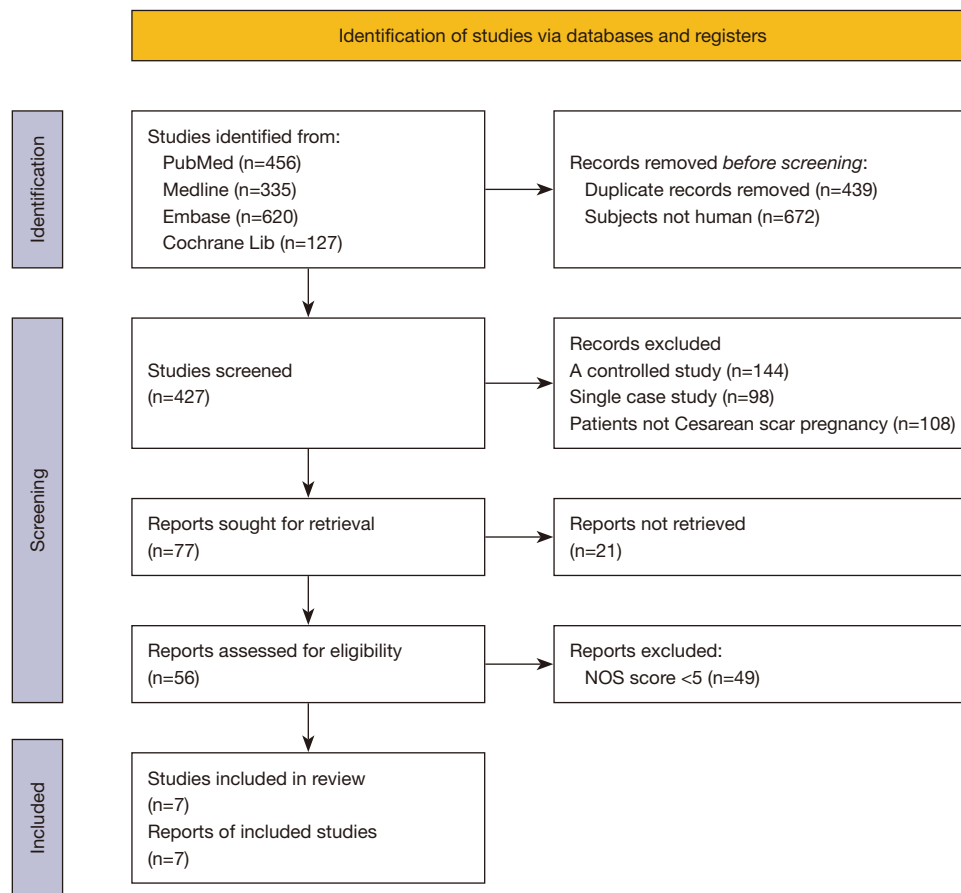 Identification of studies via databases and registers
Identification
Studies identified from:
PubMed (n=456)
Medline (n=335)
Embase (n=620)
Cochrane Lib (n=127)
Records removed before screening:
Duplicate records removed (n=439)
Subjects not human (n=672)
Screening
Studies screened
(n=427)
Records excluded
A controlled study (n=144)
Single case study (n=98)
Patients not Cesarean scar pregnancy (n=108)
Reports sought for retrieval
(n=77)
Reports not retrieved
(n=21)
Reports assessed for eligibility
(n=56)
Reports excluded:
NOS score <5 (n=49)
Included
Studies included in review
(n=7)
Reports of included studies
(n=7)